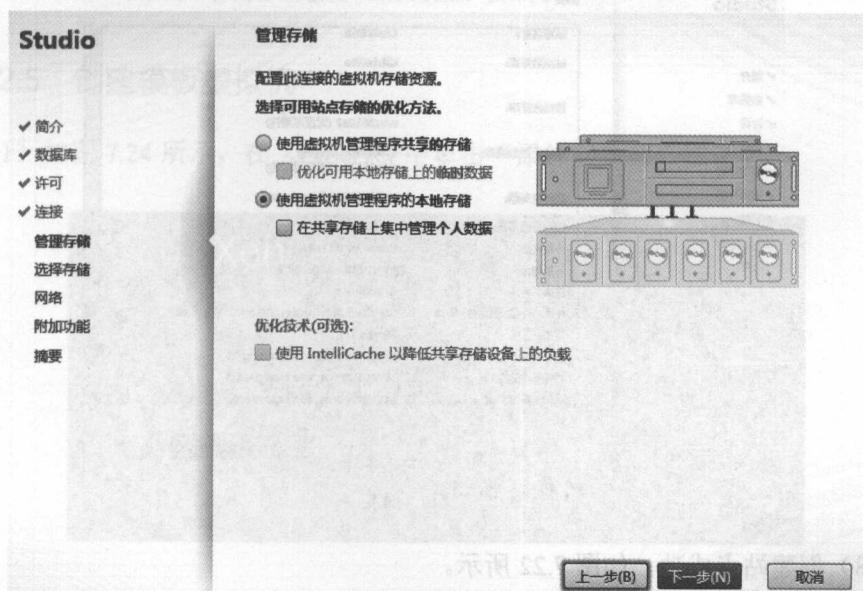 Studio
✔ 简介
✔ 数据库
✔ 许可
✔ 连接
管理存储
选择存储
网络
附加功能
摘要
管理存储
配置此连接的虚拟机存储资源。
选择可用站点存储的优化方法。
使用虚拟机管理程序共享的存储
优化可用本地存储上的临时数据
使用虚拟机管理程序的本地存储
在共享存储上集中管理个人数据
优化技术(可选):
使用 IntelliCache 以降低共享存储设备上的负载
上一步(B)
下一步(N)
取消